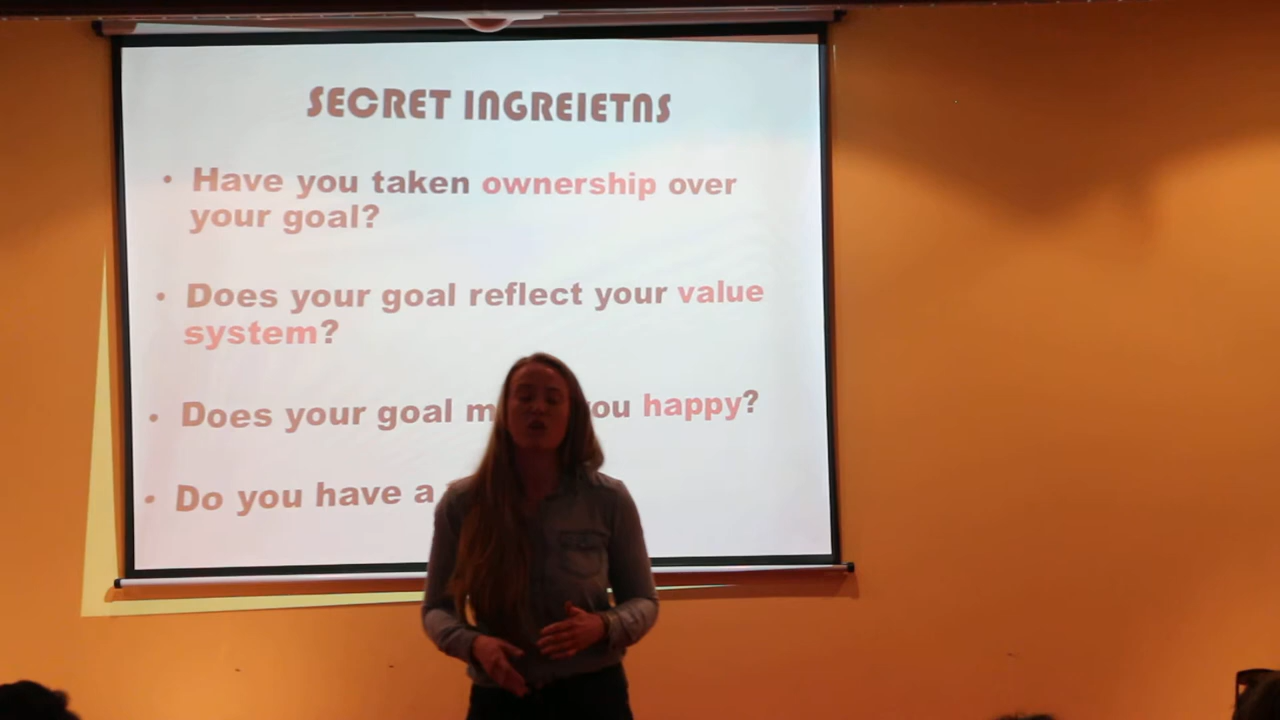 SECRET INGREIETNS
• Have you taken ownership over
your goal?
• Does your goal reflect your value
system?
• Does your goal you happy?
• Do you have a